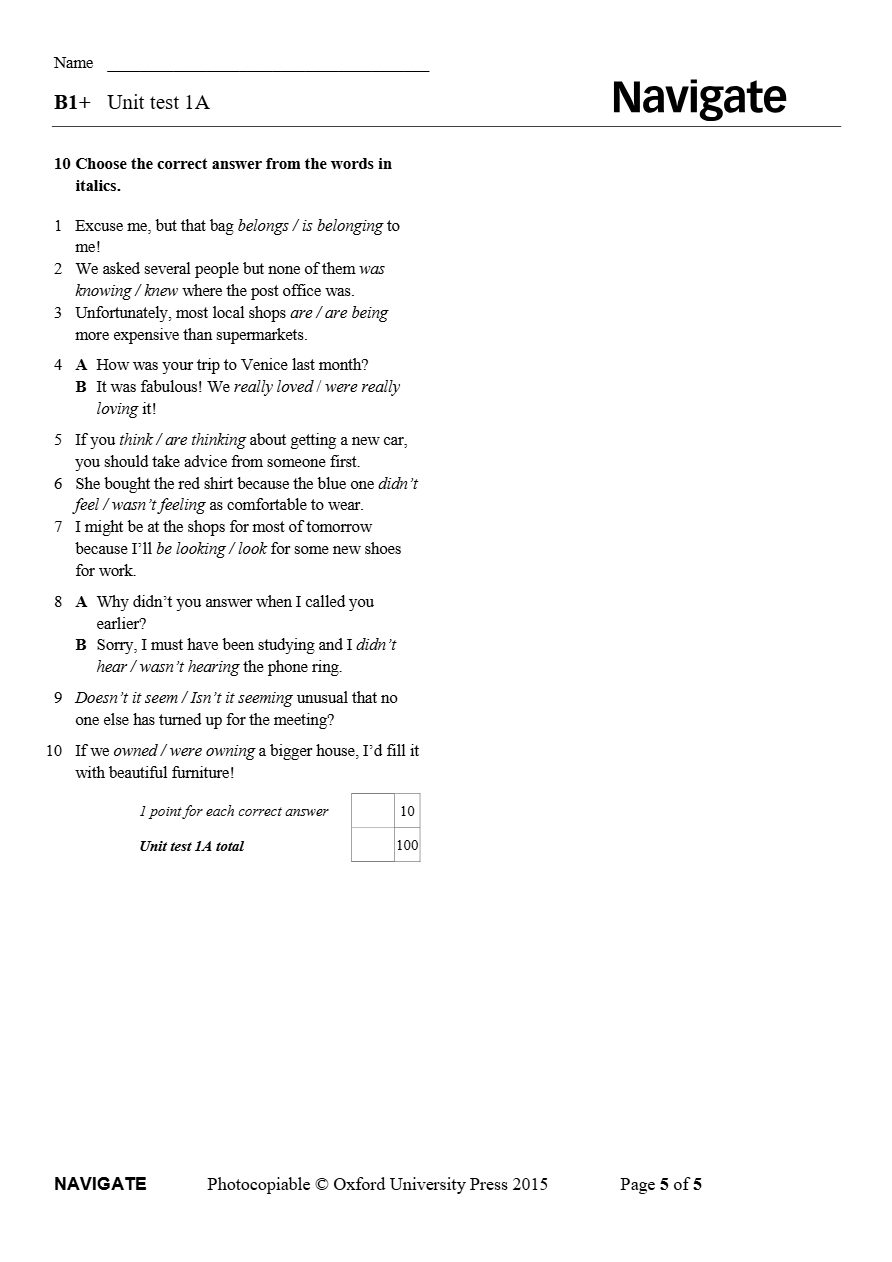 Name
B1+ Unit test 1A
Navigate
10 Choose the correct answer from the words in
italics.
1 Excuse me, but that bag belongs / is belonging to
me!
2 We asked several people but none of them was
knowing / knew where the post office was.
3 Unfortunately, most local shops are / are being
more expensive than supermarkets.
4 A How was your trip to Venice last month?
B It was fabulous! We really loved / were really
loving it!
5 If you think / are thinking about getting a new car,
you should take advice from someone first.
6 She bought the red shirt because the blue one didn’t
feel / wasn’t feeling as comfortable to wear.
7 I might be at the shops for most of tomorrow
because I’ll be looking / look for some new shoes
for work.
8 A Why didn’t you answer when I called you
earlier?
B Sorry, I must have been studying and I didn’t
hear / wasn’t hearing the phone ring.
9 Doesn’t it seem / Isn’t it seeming unusual that no
one else has turned up for the meeting?
10 If we owned / were owning a bigger house, I’d fill it
with beautiful furniture!
1 point for each correct answer 10
Unit test 1A total 100
NAVIGATE Photocopiable © Oxford University Press 2015 Page 5 of 5